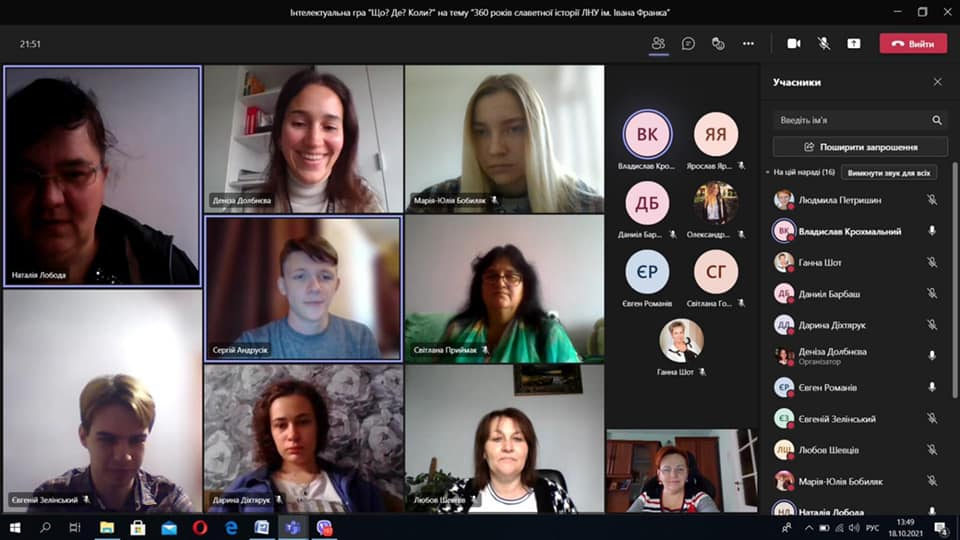 Інтелектуальна гра "Що? Де? Коли?" на тему "360 років славетної історії ЛНУ ім. Івана Франка"
21:51
Вийти
Наталія Лобода
Деніза Долбнєва
Марія-Юлія Бобиляк
Сергій Андрусік
Світлана Приймак
Євгеній Зелінський
Дарина Діхтярук
Любов Шевців
ВК
ЯЯ
Владислав Кро...
Ярослав Яр...
ДБ
Даниіл Бар...
Олександр...
ЄР
СГ
Євген Романів
Світлана Го...
Ганна Шот
Учасники
Введіть ім'я
Поширити запрошення
На цій нараді (16)
Вимкнути звук для всіх
Людмила Петришин
ВК
Владислав Крохмальний
Ганна Шот
ДБ
Даниіл Барбаш
ДД
Дарина Діхтярук
Деніза Долбнєва
Організатор
ЄР
Євген Романів
ЄЗ
Євгеній Зелінський
ЛШ
Любов Шевців
Марія-Юлія Бобиляк
НЛ
Наталія Лобода
РУС
13:49
18.10.2021
4